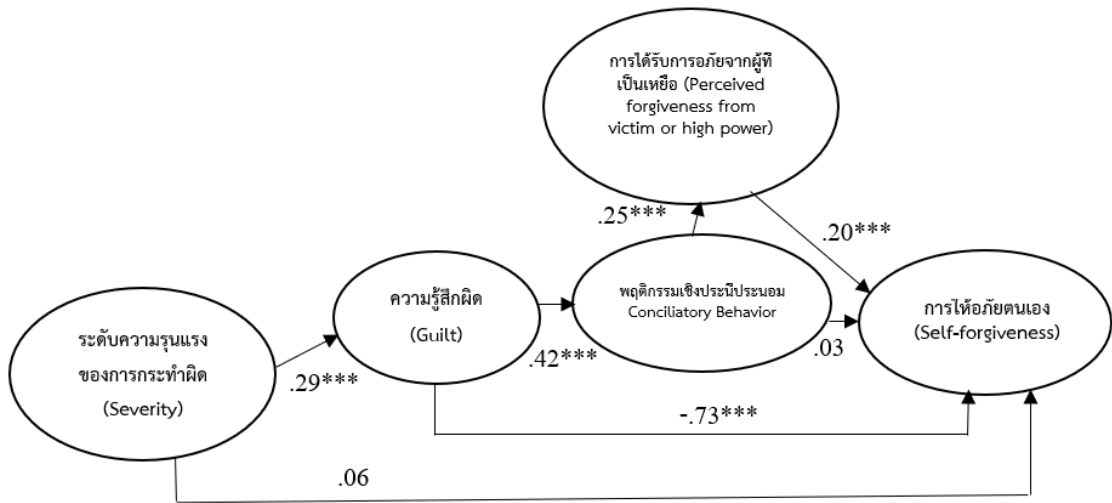 การได้รับการอภัยจากผู้ที่
เป็นเหยื่อ (Perceived
forgiveness from
victim or high power)
.25***
.20***
ระดับความรุนแรง
ของการกระทำผิด
(Severity)
.29***
ความรู้สึกผิด
(Guilt)
.42***
พฤติกรรมเชิงประนีประนอม
Conciliatory Behavior
.03
การให้อภัยตนเอง
(Self-forgiveness)
-.73***
.06